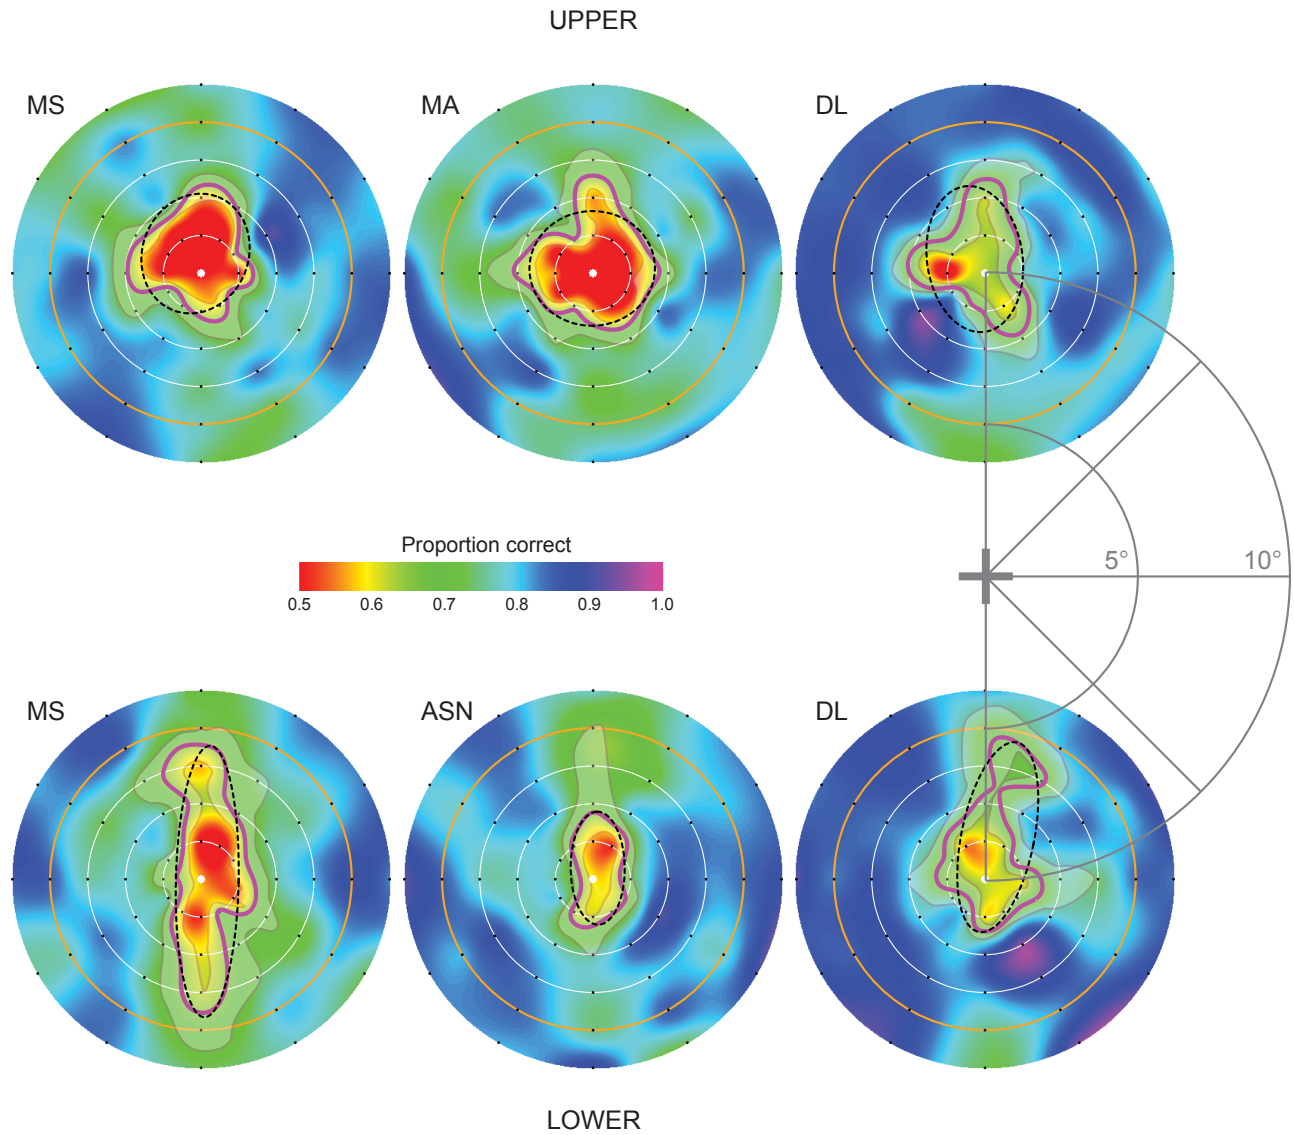 UPPER
MS
MA
DL
Proportion correct
0.5 0.6 0.7 0.8 0.9 1.0
5° 10°
MS
ASN
DL
LOWER